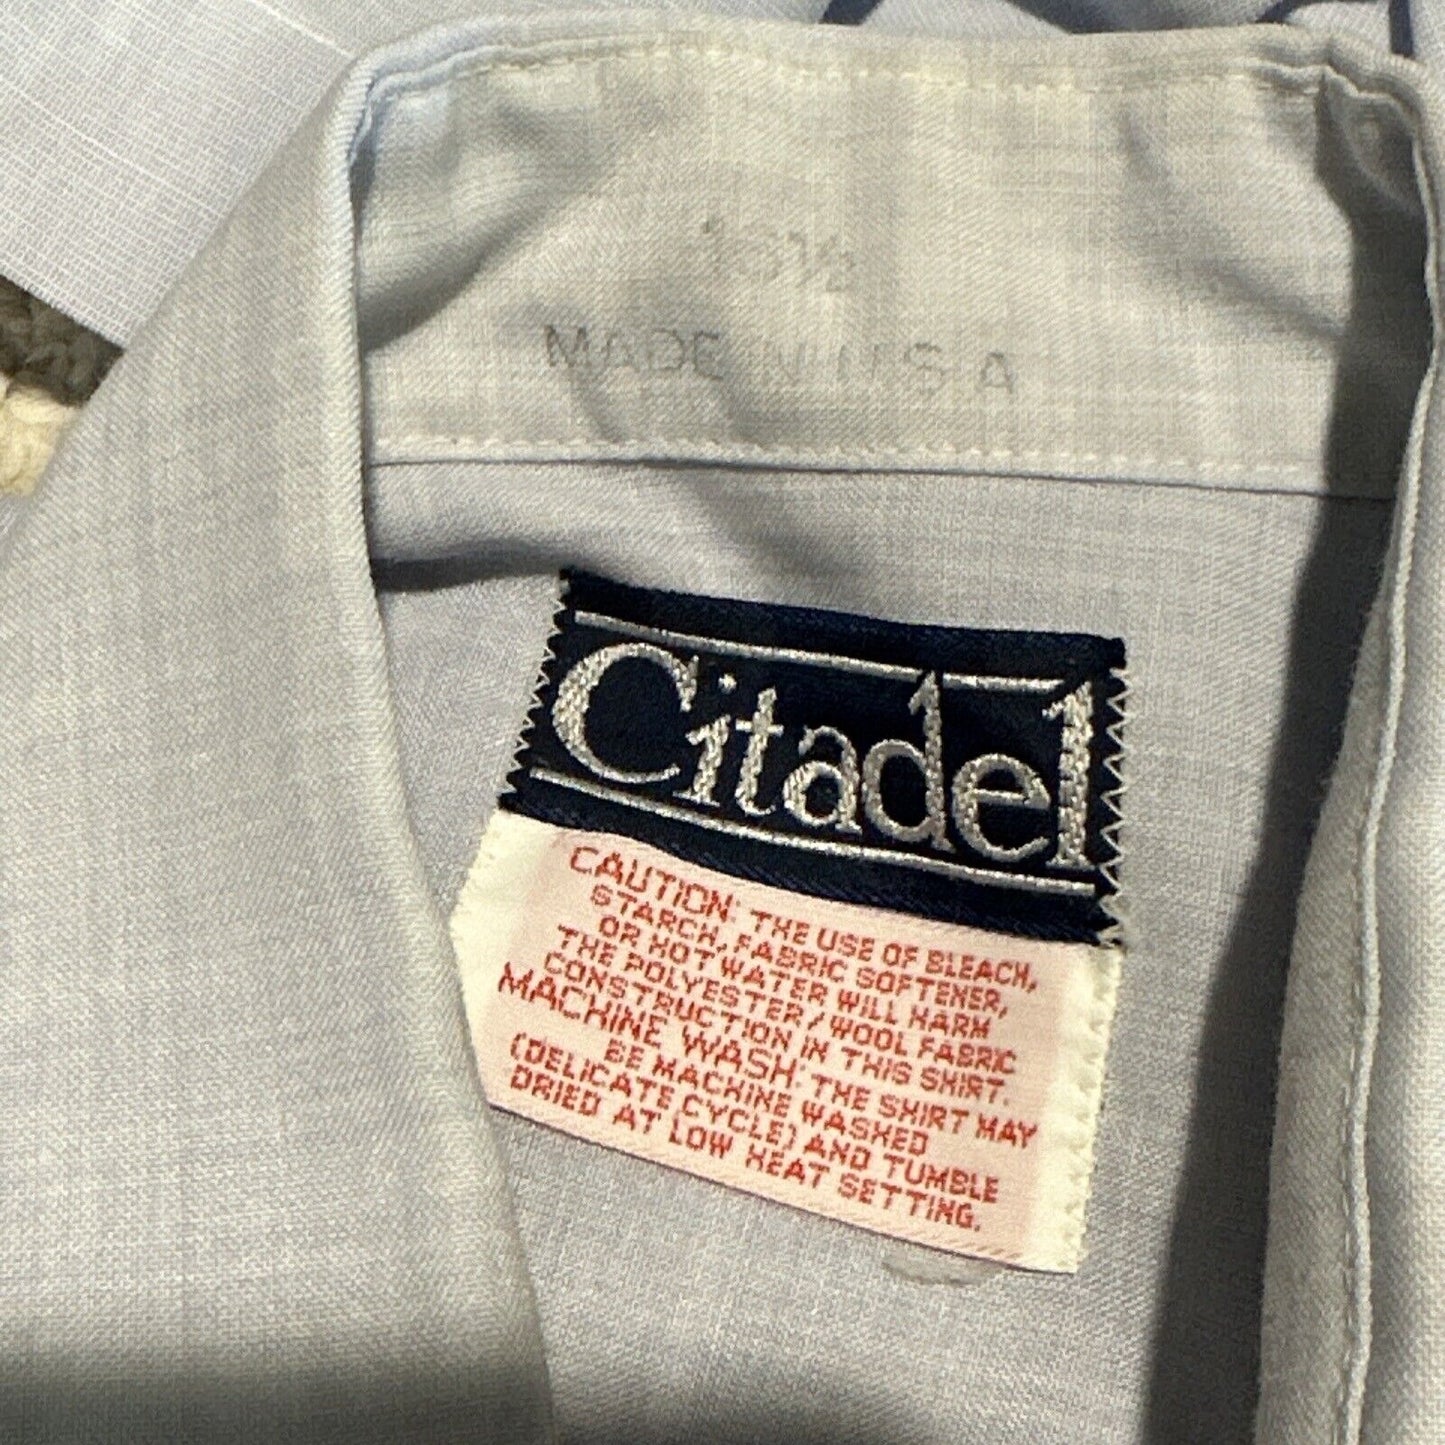 16½
MADE IN U.S.A
Citadel
CAUTION: THE USE OF BLEACH,
STARCH, FABRIC SOFTENER,
OR HOT WATER WILL HARM
THE POLYESTER/WOOL FABRIC
CONSTRUCTION IN THIS SHIRT.
MACHINE WASH: THE SHIRT MAY
BE MACHINE WASHED
(DELICATE CYCLE) AND TUMBLE
DRIED AT LOW HEAT SETTING.